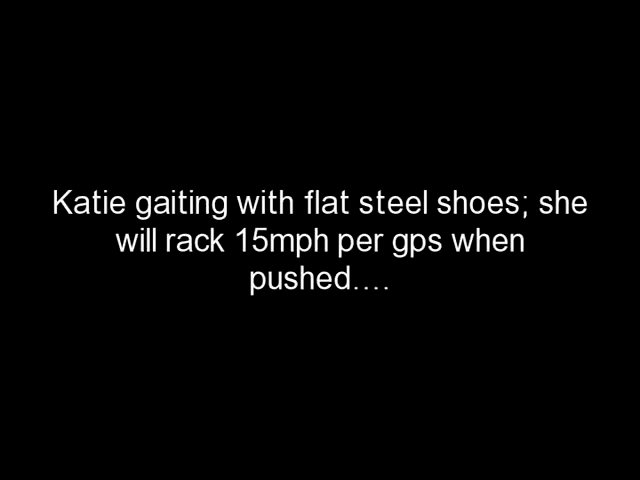 Katie gaiting with flat steel shoes; she
will rack 15mph per gps when
pushed....